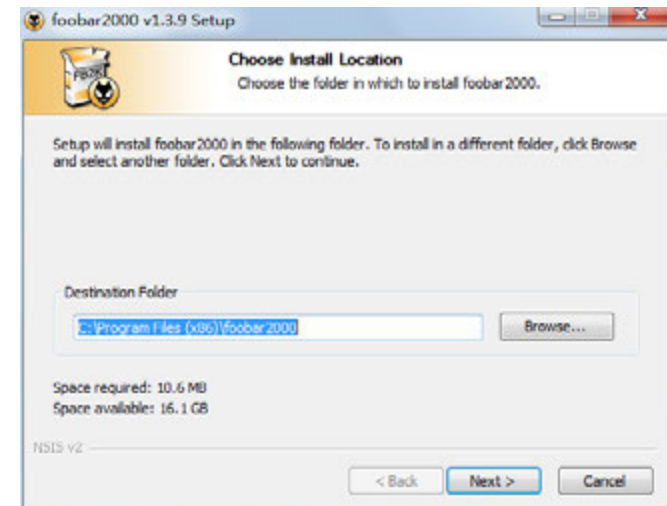 foobar2000 v1.3.9 Setup
Choose Install Location
Choose the folder in which to install foobar2000.
Setup will install foobar2000 in the following folder. To install in a different folder, click Browse
and select another folder. Click Next to continue.
Destination Folder
C:\Program Files (x86)\foobar2000
Browse...
Space required: 10.6 MB
Space available: 16.1 GB
NSIS v2
< Back
Next >
Cancel